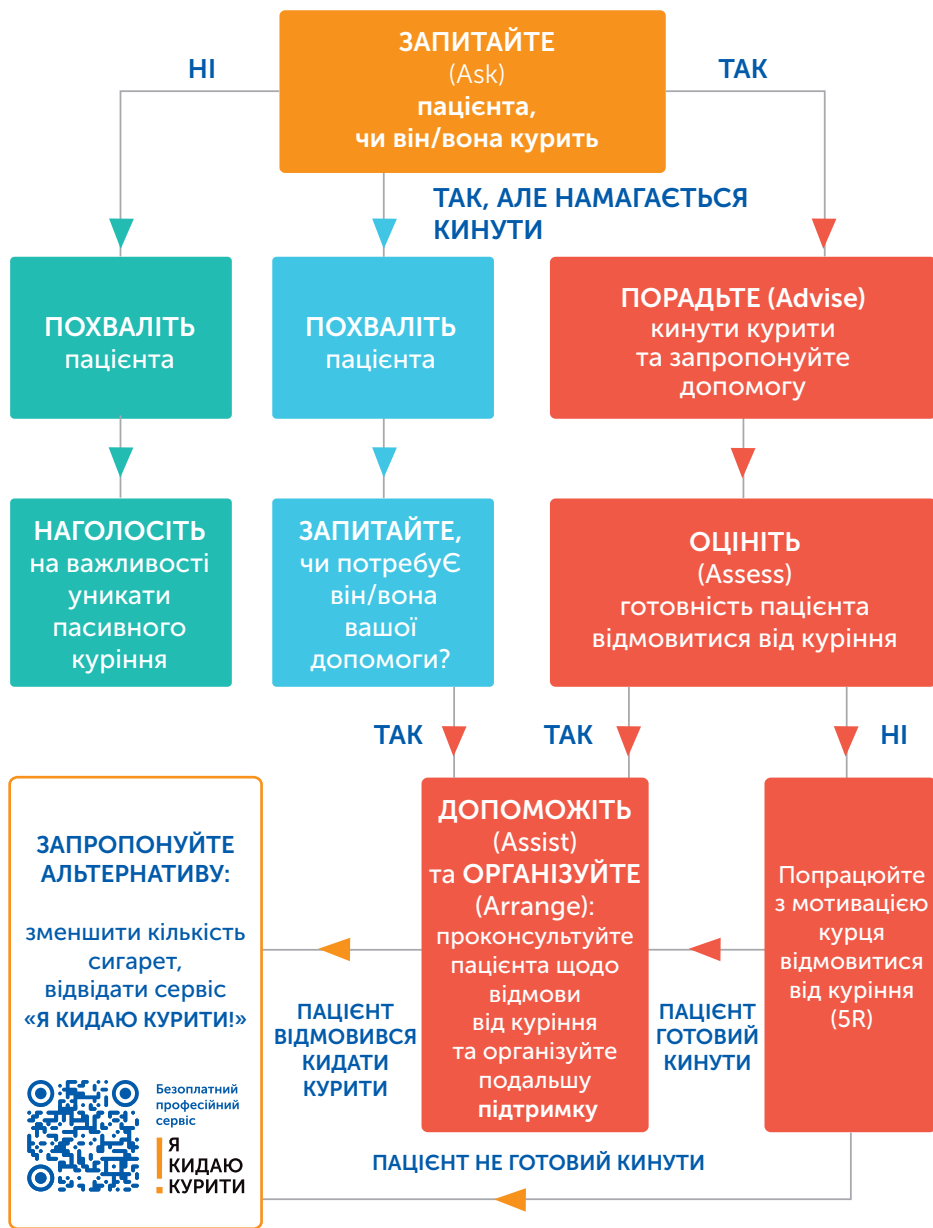 ЗАПИТАЙТЕ
(Ask)
пацієнта,
чи він/вона курить
НІ
ТАК
ТАК, АЛЕ НАМАГАЄТЬСЯ
КИНУТИ
ПОХВАЛІТЬ
пацієнта
ПОХВАЛІТЬ
пацієнта
ПОРАДЬТЕ (Advise)
кинути курити
та запропонуйте
допомогу
НАГОЛОСІТЬ
на важливості
уникати
пасивного
куріння
ЗАПИТАЙТЕ,
чи потребуЄ
він/вона
вашої
допомоги?
ОЦІНІТЬ
(Assess)
готовність пацієнта
відмовитися від куріння
ТАК
ТАК
НІ
ЗАПРОПОНУЙТЕ
АЛЬТЕРНАТИВУ:
зменшити кількість
сигарет,
відвідати сервіс
«Я КИДАЮ КУРИТИ!»
Безоплатний
професійний
сервіс
Я
КИДАЮ
КУРИТИ
ПАЦІЄНТ
ВІДМОВИВСЯ
КИДАТИ
КУРИТИ
ДОПОМОЖІТЬ
(Assist)
та ОРГАНІЗУЙТЕ
(Arrange):
проконсультуйте
пацієнта щодо
відмови
від куріння
та організуйте
подальшу
підтримку
ПАЦІЄНТ
ГОТОВИЙ
КИНУТИ
Попрацюйте
з мотивацією
курця
відмовитися
від куріння
(5R)
ПАЦІЄНТ НЕ ГОТОВИЙ КИНУТИ